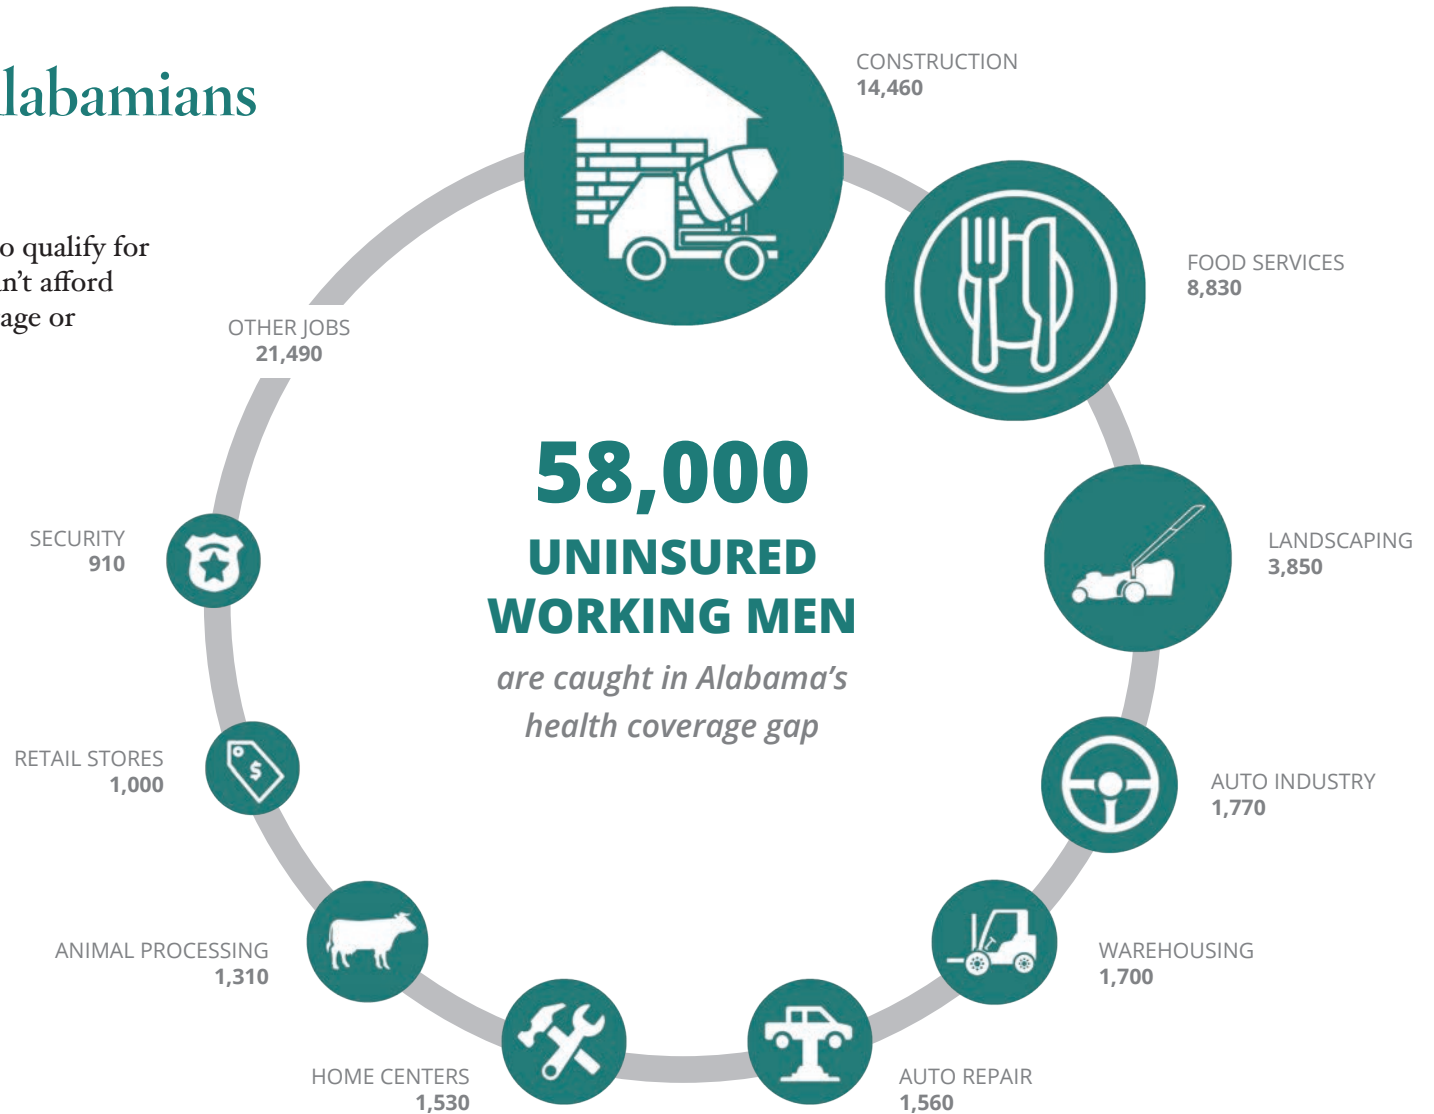 labamians
o qualify for
n’t afford
age or
CONSTRUCTION
14,460
FOOD SERVICES
8,830
LANDSCAPING
3,850
AUTO INDUSTRY
1,770
WAREHOUSING
1,700
AUTO REPAIR
1,560
HOME CENTERS
1,530
ANIMAL PROCESSING
1,310
RETAIL STORES
1,000
$
SECURITY
910
OTHER JOBS
21,490
58,000
UNINSURED
WORKING MEN
are caught in Alabama’s
health coverage gap